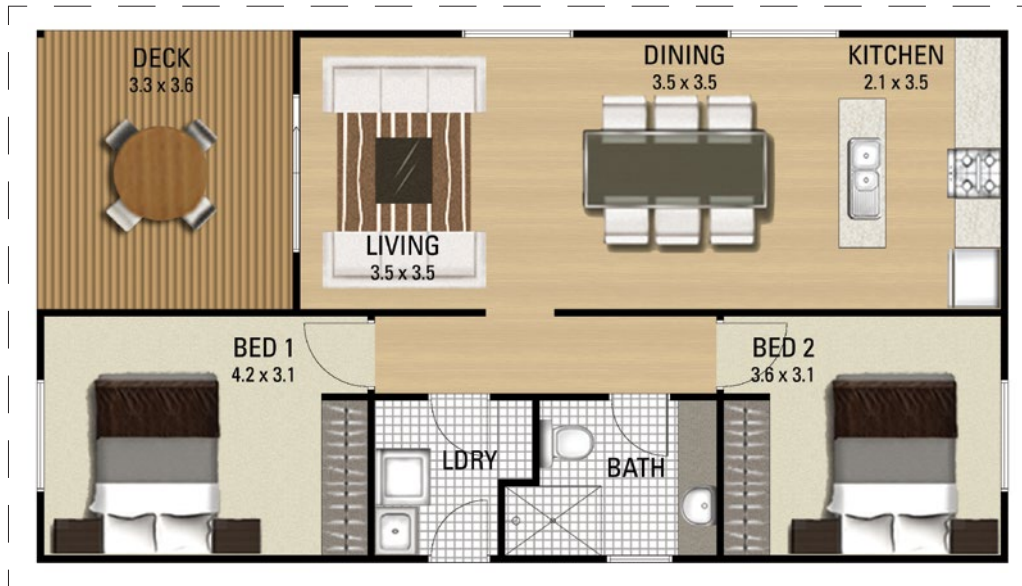 DECK
3.3 x 3.6
DINING
3.5 x 3.5
KITCHEN
2.1 x 3.5
LIVING
3.5 x 3.5
BED 1
4.2 x 3.1
BED 2
3.6 x 3.1
LDRY
BATH